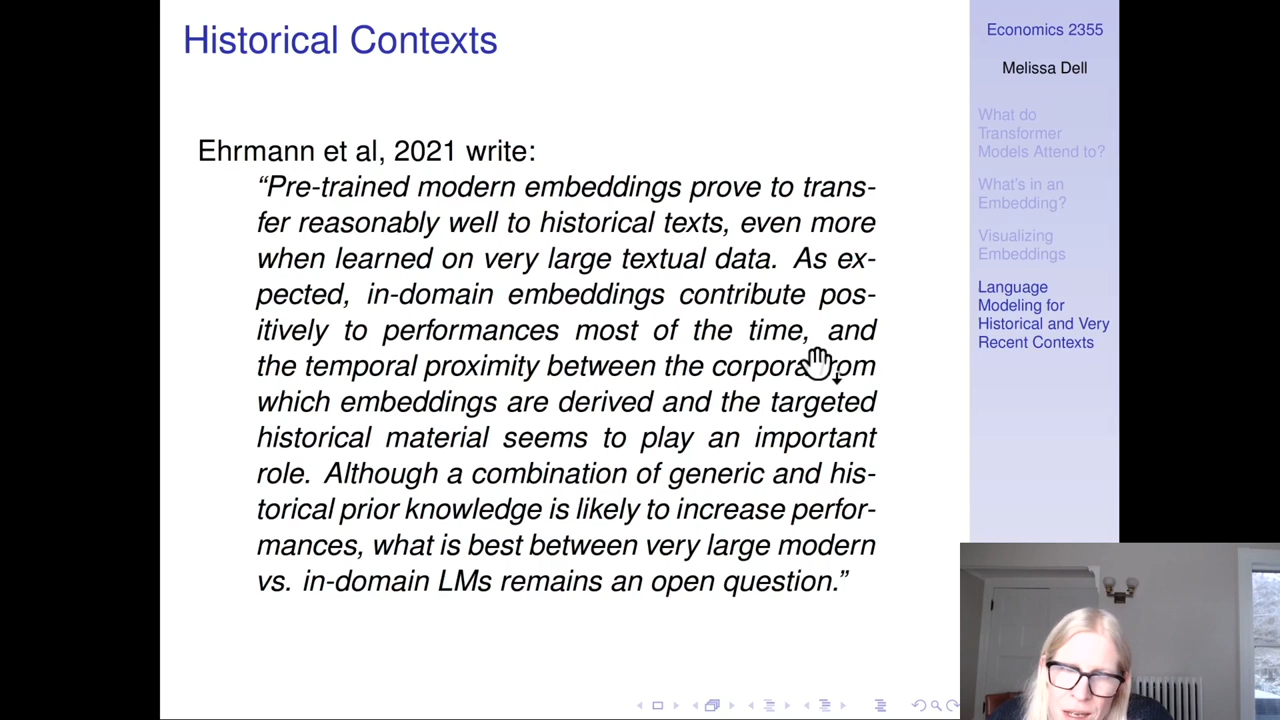 Historical Contexts
Ehrmann et al, 2021 write:
“Pre-trained modern embeddings prove to trans-
fer reasonably well to historical texts, even more
when learned on very large textual data. As ex-
pected, in-domain embeddings contribute pos-
itively to performances most of the time, and
the temporal proximity between the corpora from
which embeddings are derived and the targeted
historical material seems to play an important
role. Although a combination of generic and his-
torical prior knowledge is likely to increase perfor-
mances, what is best between very large modern
vs. in-domain LMs remains an open question.”
Economics 2355
Melissa Dell
What do
Transformer
Models Attend to?
What's in an
Embedding?
Visualizing
Embeddings
Language
Modeling for
Historical and Very
Recent Contexts